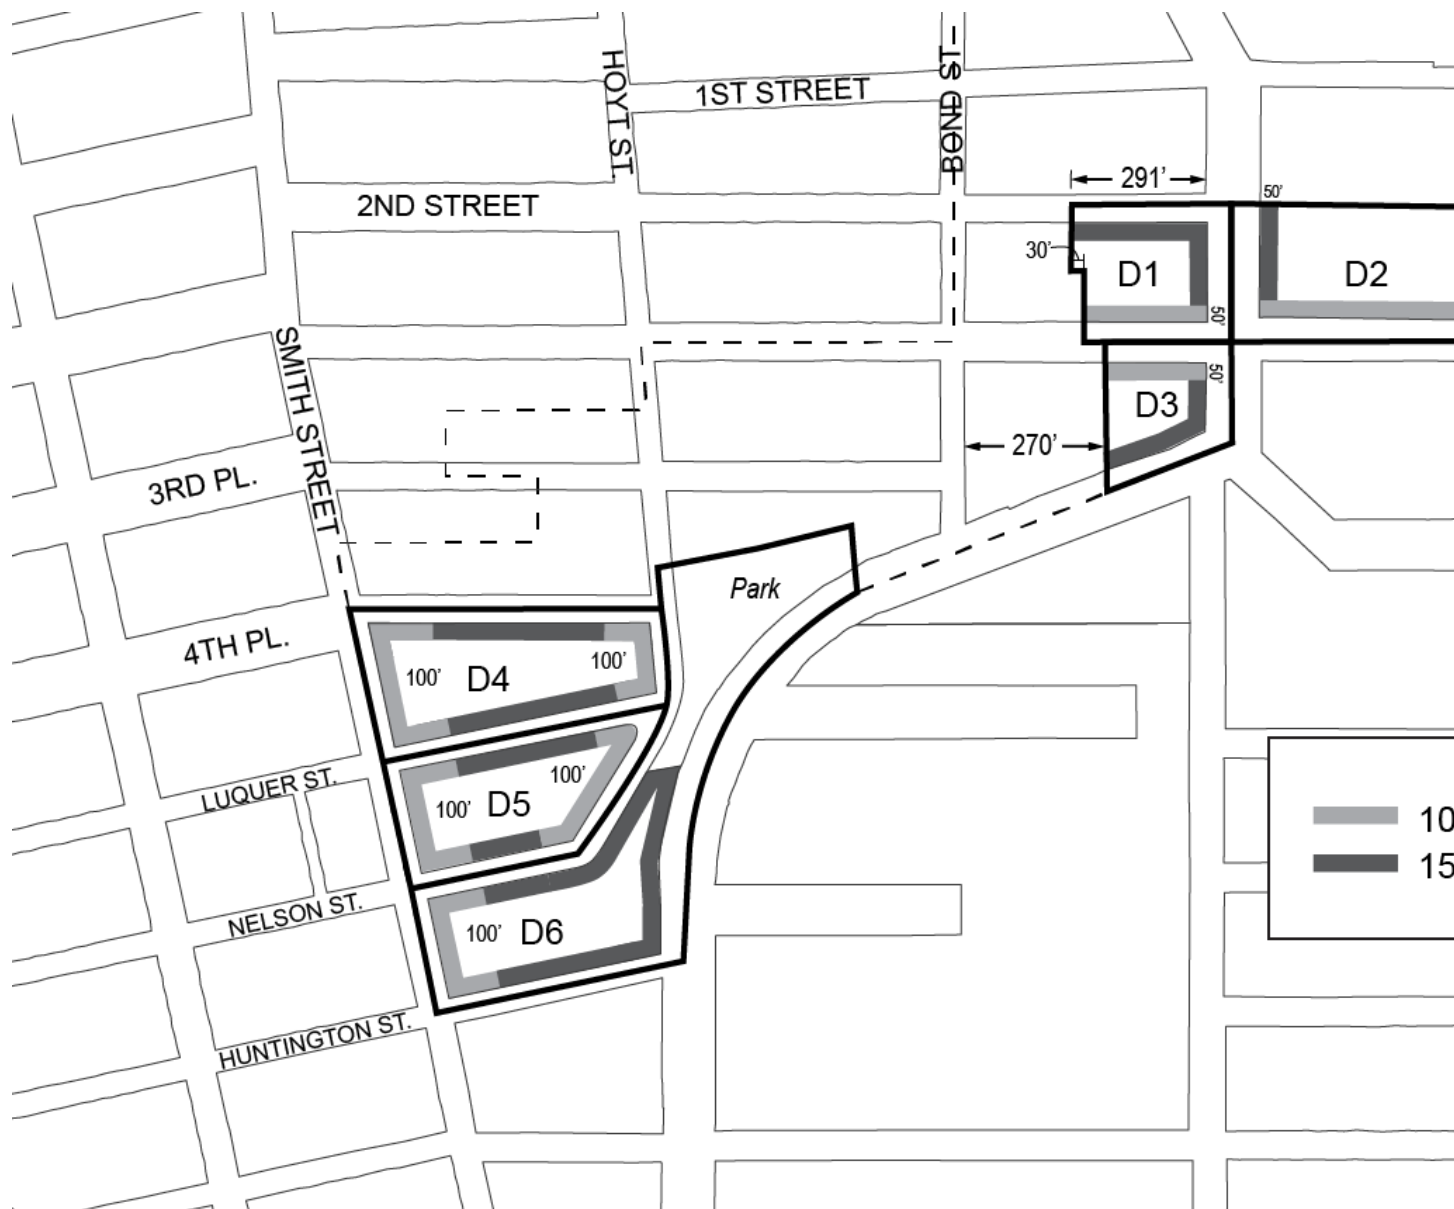 HOYT ST.
1ST STREET
BOND ST.
291’
50’
2ND STREET
30’
D1
D2
50’
SMITH STREET
50’
D3
270’
3RD PL.
Park
4TH PL.
100’
D4
100’
LUQUER ST.
100’
D5
100’
10
15
NELSON ST.
100’
D6
HUNTINGTON ST.